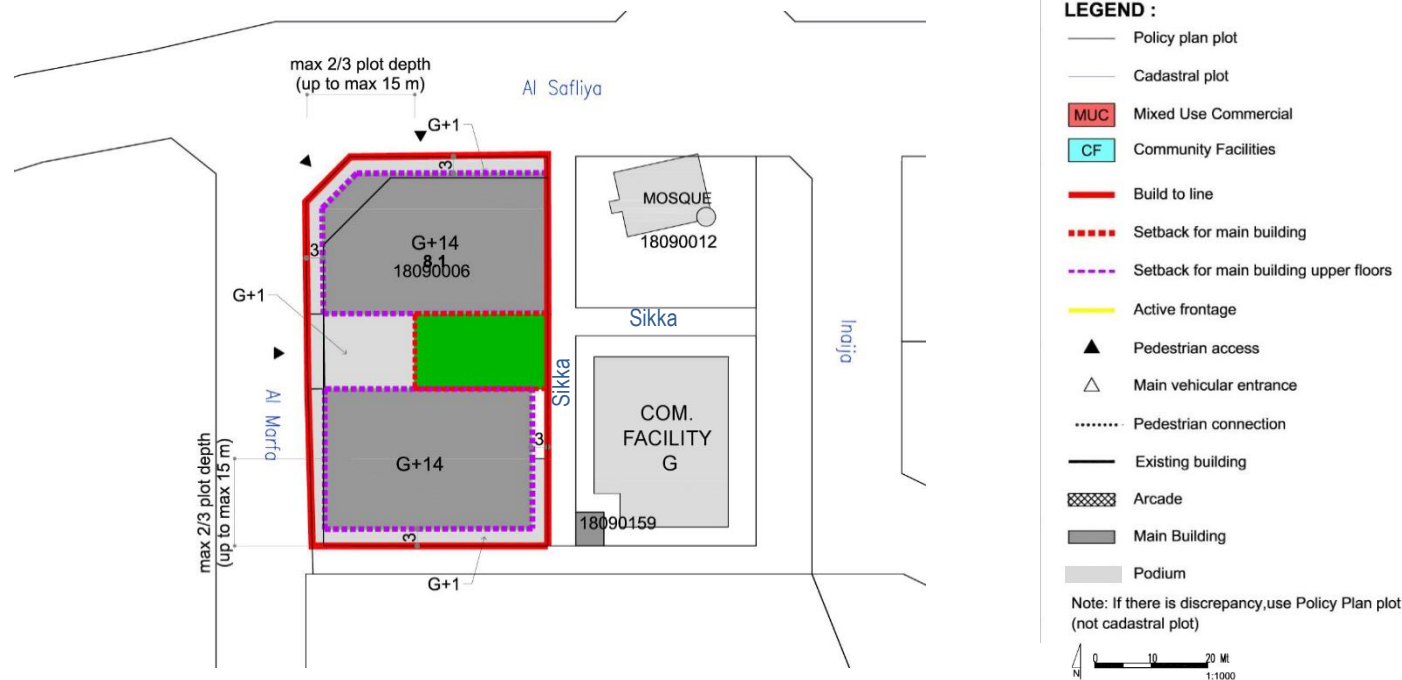 max 2/3 plot depth
(up to max 15 m)
Al Safliya
G+1
3
MOSQUE
18090012
3
G+14
8.1
18090006
G+1
Sikka
Inaija
Sikka
Al Marfa
max 2/3 plot depth
(up to max 15 m)
COM.
FACILITY
G
3
G+14
18090159
3
G+1
LEGEND :
Policy plan plot
Cadastral plot
MUC Mixed Use Commercial
CF Community Facilities
Build to line
Setback for main building
Setback for main building upper floors
Active frontage
Pedestrian access
Main vehicular entrance
Pedestrian connection
Existing building
Arcade
Main Building
Podium
Note: If there is discrepancy,use Policy Plan plot
(not cadastral plot)
N
0 10 20 Mt
1:1000